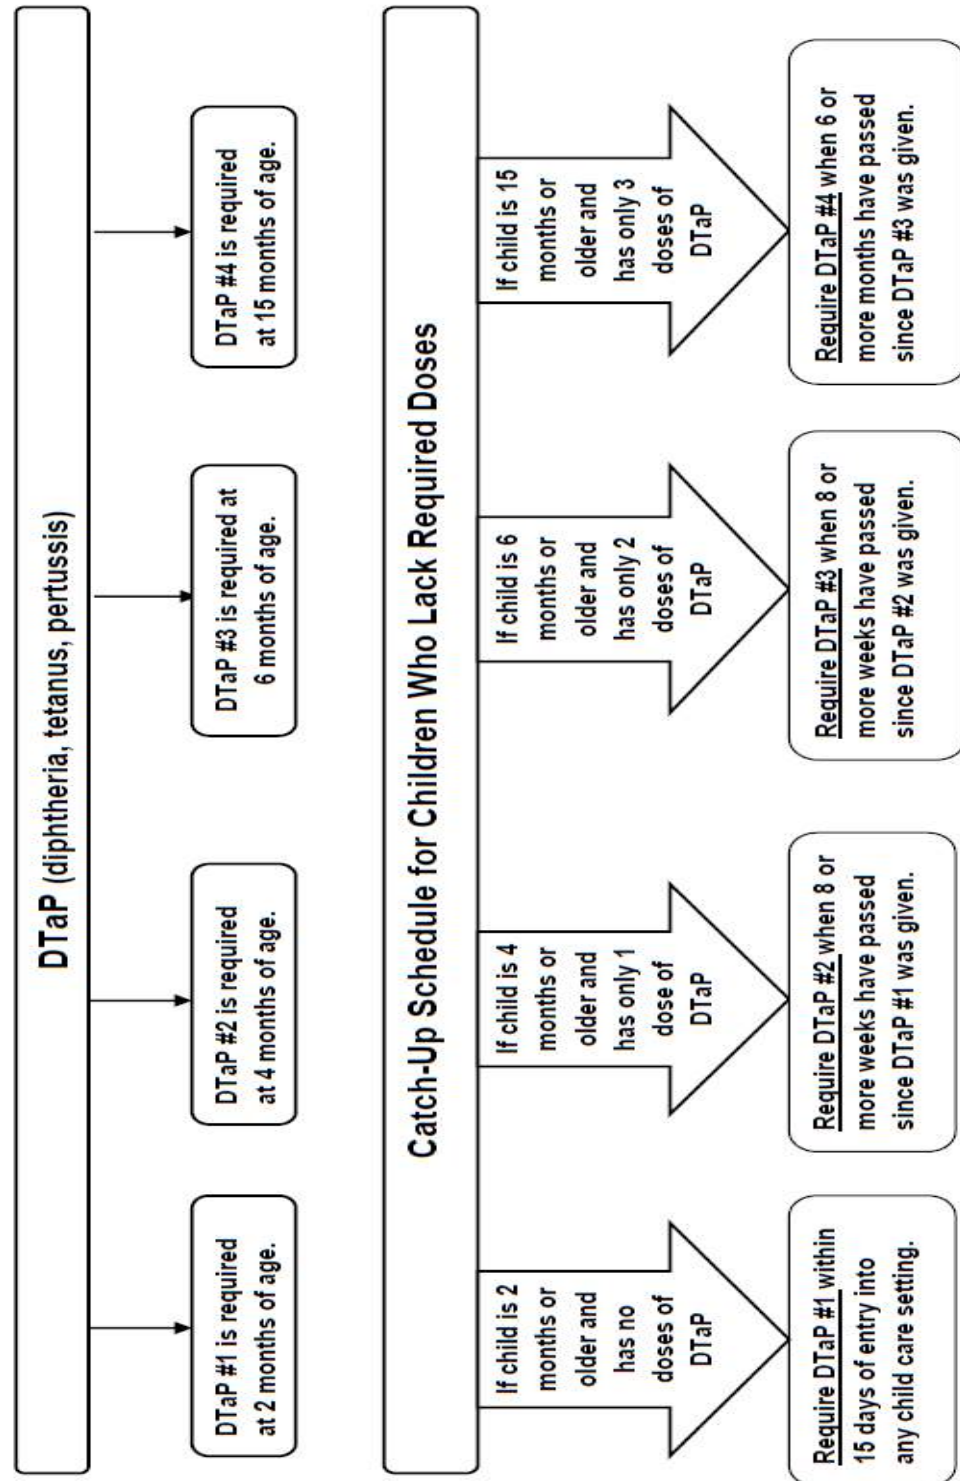 DTaP (diphtheria, tetanus, pertussis)
DTaP #1 is required
at 2 months of age.
DTaP #2 is required
at 4 months of age.
DTaP #3 is required at
6 months of age.
DTaP #4 is required
at 15 months of age.
Catch-Up Schedule for Children Who Lack Required Doses
If child is 2
months or
older and
has no
doses of
DTaP
If child is 4
months or
older and
has only 1
dose of
DTaP
If child is 6
months or
older and
has only 2
doses of
DTaP
If child is 15
months or
older and
has only 3
doses of
DTaP
Require DTaP #1 within
15 days of entry into
any child care setting.
Require DTaP #2 when 8 or
more weeks have passed
since DTaP #1 was given.
Require DTaP #3 when 8 or
more weeks have passed
since DTaP #2 was given.
Require DTaP #4 when 6 or
more months have passed
since DTaP #3 was given.